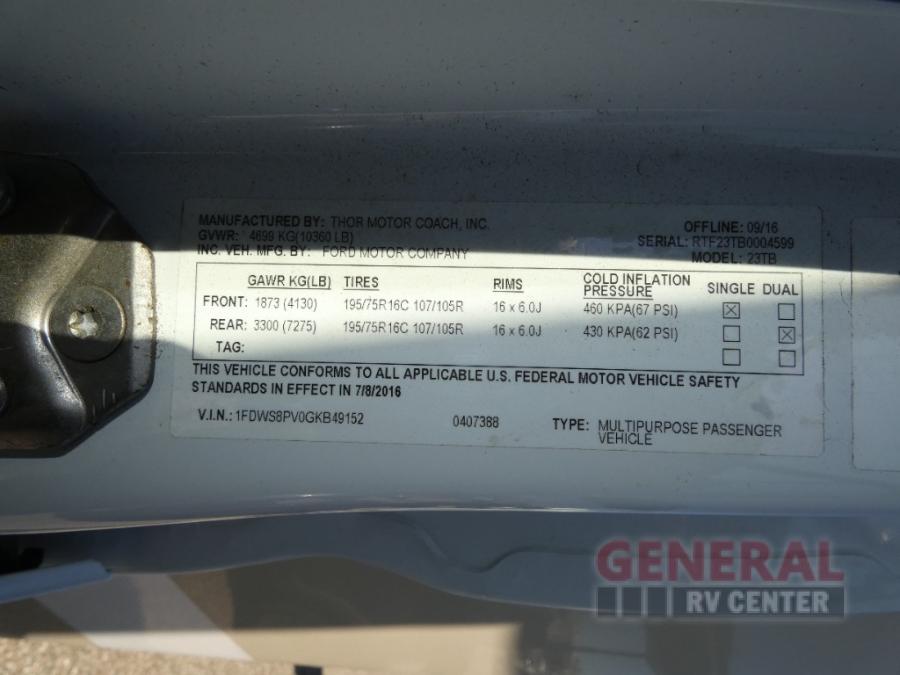 MANUFACTURED BY: THOR MOTOR COACH, INC. OFFLINE: 09/16
GVWR: 4699 KG(10360 LB) SERIAL: RTF23TB0004599
INC. VEH. MFG. BY: FORD MOTOR COMPANY MODEL: 23TB
GAWR KG(LB) TIRES RIMS COLD INFLATION PRESSURE SINGLE DUAL
FRONT: 1873 (4130) 195/75R16C 107/105R 16 x 6.0J 460 KPA(67 PSI)
REAR: 3300 (7275) 195/75R16C 107/105R 16 x 6.0J 430 KPA(62 PSI)
TAG:
THIS VEHICLE CONFORMS TO ALL APPLICABLE U.S. FEDERAL MOTOR VEHICLE SAFETY
STANDARDS IN EFFECT IN 7/8/2016
V.I.N.: 1FDWS8PV0GKB49152 0407388 TYPE: MULTIPURPOSE PASSENGER
VEHICLE
GENERAL
RV CENTER